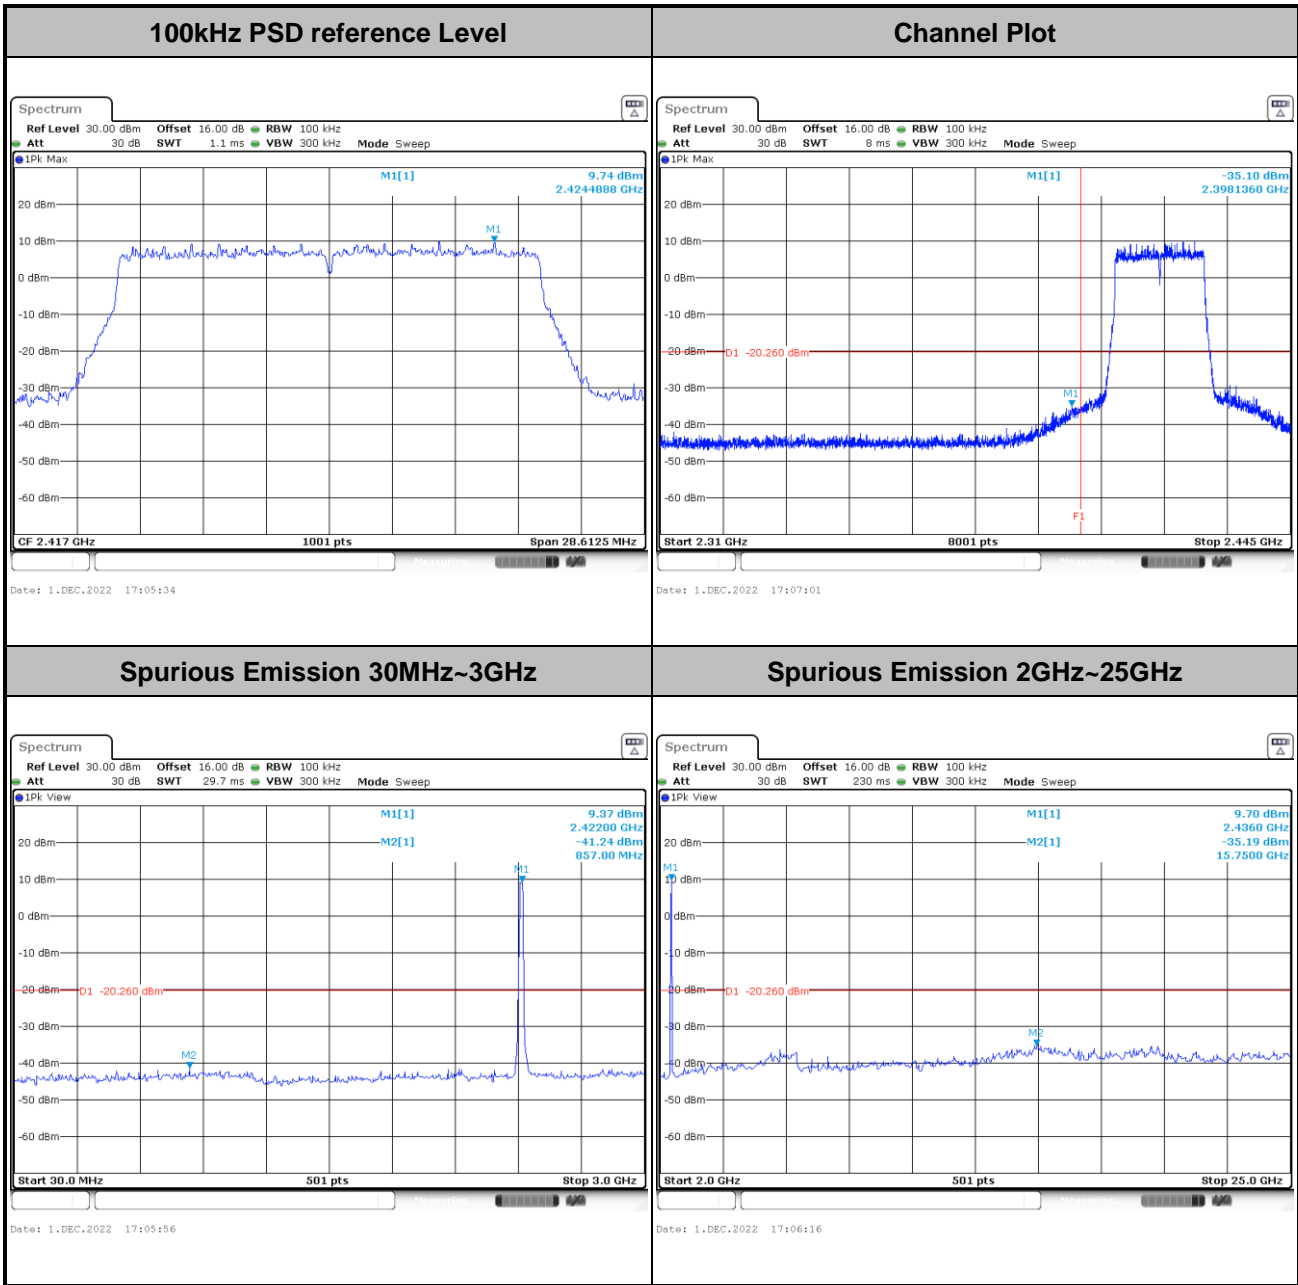 100kHz PSD reference Level
Spectrum
Ref Level 30.00 dBm Offset 16.00 dB RBW 100 kHz
Att 30 dB SWT 1.1 ms VBW 300 kHz Mode Sweep
1Pk Max
M1[1] 9.74 dBm
2.4244888 GHz
20 dBm
M1
10 dBm
0 dBm
-10 dBm
-20 dBm
-30 dBm
-40 dBm
-50 dBm
-60 dBm
CF 2.417 GHz 1001 pts Span 28.6125 MHz
Measuring...
Date: 1.DEC.2022 17:05:34
Channel Plot
Spectrum
Ref Level 30.00 dBm Offset 16.00 dB RBW 100 kHz
Att 30 dB SWT 8 ms VBW 300 kHz Mode Sweep
1Pk Max
M1[1] -35.10 dBm
2.3981360 GHz
20 dBm
10 dBm
0 dBm
-10 dBm
-20 dBm D1 -20.260 dBm
-30 dBm
M1
-40 dBm
-50 dBm
-60 dBm
F1
Start 2.31 GHz 8001 pts Stop 2.445 GHz
Measuring...
Date: 1.DEC.2022 17:07:01
Spurious Emission 30MHz~3GHz
Spectrum
Ref Level 30.00 dBm Offset 16.00 dB RBW 100 kHz
Att 30 dB SWT 29.7 ms VBW 300 kHz Mode Sweep
1Pk View
M1[1] 9.37 dBm
2.42200 GHz
20 dBm M2[1] -41.24 dBm
857.00 MHz
M1
10 dBm
0 dBm
-10 dBm
-20 dBm D1 -20.260 dBm
-30 dBm
M2
-40 dBm
-50 dBm
-60 dBm
Start 30.0 MHz 501 pts Stop 3.0 GHz
Measuring...
Date: 1.DEC.2022 17:05:56
Spurious Emission 2GHz~25GHz
Spectrum
Ref Level 30.00 dBm Offset 16.00 dB RBW 100 kHz
Att 30 dB SWT 230 ms VBW 300 kHz Mode Sweep
1Pk View
M1[1] 9.70 dBm
2.4360 GHz
20 dBm M2[1] -35.19 dBm
15.7500 GHz
M1
10 dBm
0 dBm
-10 dBm
-20 dBm D1 -20.260 dBm
-30 dBm
M2
-40 dBm
-50 dBm
-60 dBm
Start 2.0 GHz 501 pts Stop 25.0 GHz
Measuring...
Date: 1.DEC.2022 17:06:16